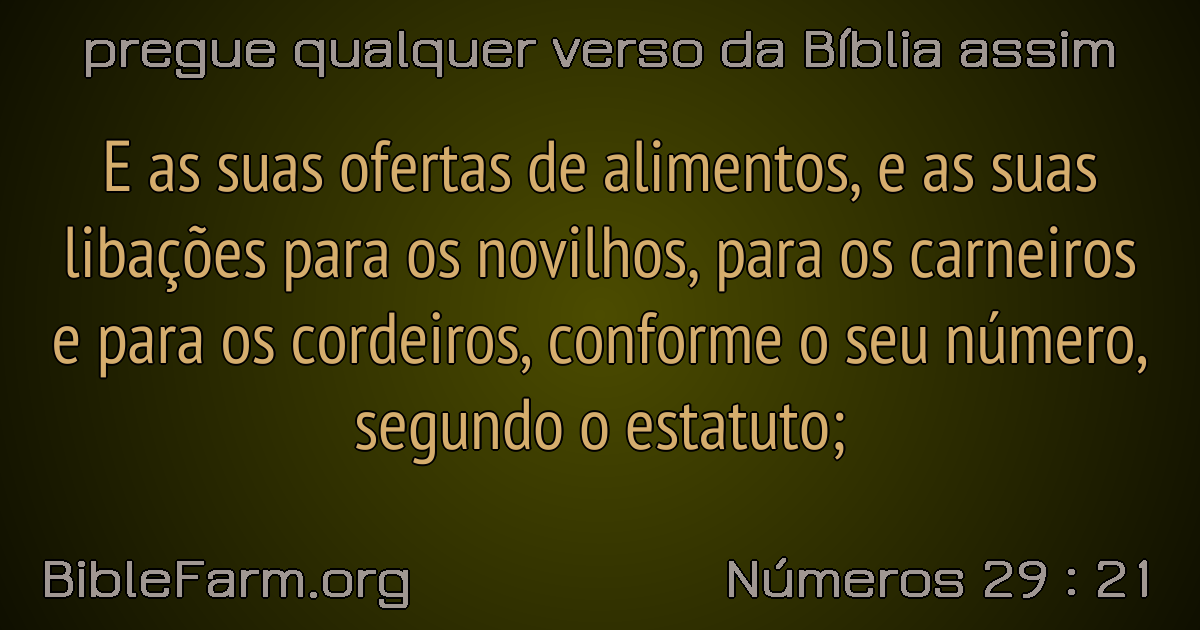 pregue qualquer verso da Bíblia assim
E as suas ofertas de alimentos, e as suas
libações para os novilhos, para os carneiros
e para os cordeiros, conforme o seu número,
segundo o estatuto;
BibleFarm.org
Números 29 : 21